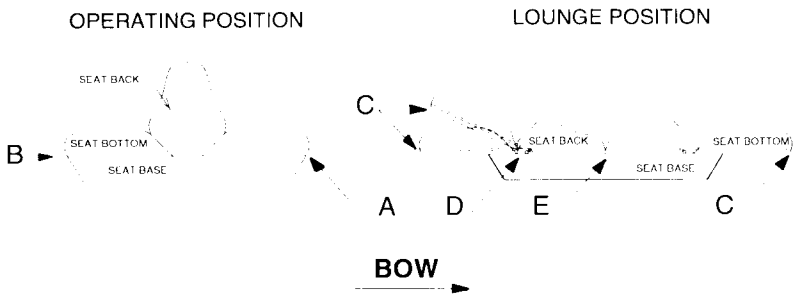 OPERATING POSITION
LOUNGE POSITION
SEAT BACK
C
B
SEAT BOTTOM
SEAT BACK
SEAT BOTTOM
SEAT BASE
SEAT BASE
A
D
E
C
BOW